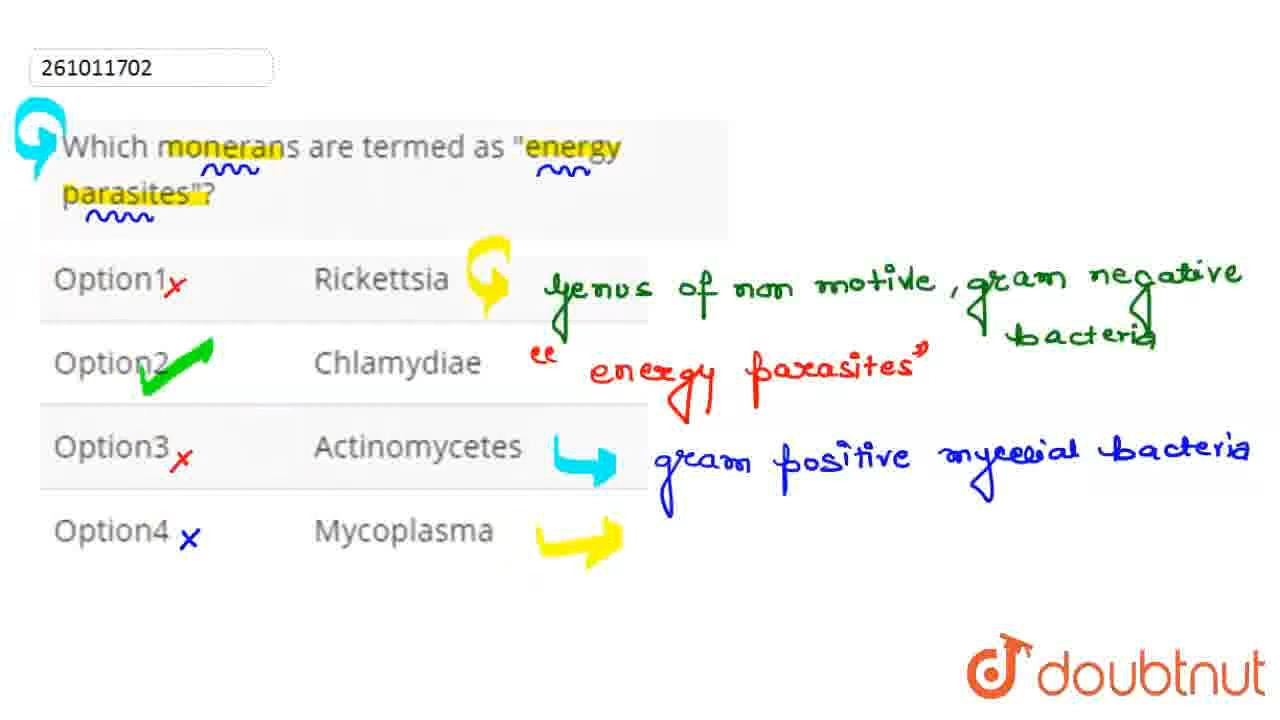 261011702
Which monerans are termed as "energy
parasites"?
Option1 x Rickettsia genus of non motive, gram negative
bacteria
Option2 Chlamydiae "energy parasites"
Option3 x Actinomycetes gram positive mycelial bacteria
Option4 x Mycoplasma
doubtnut